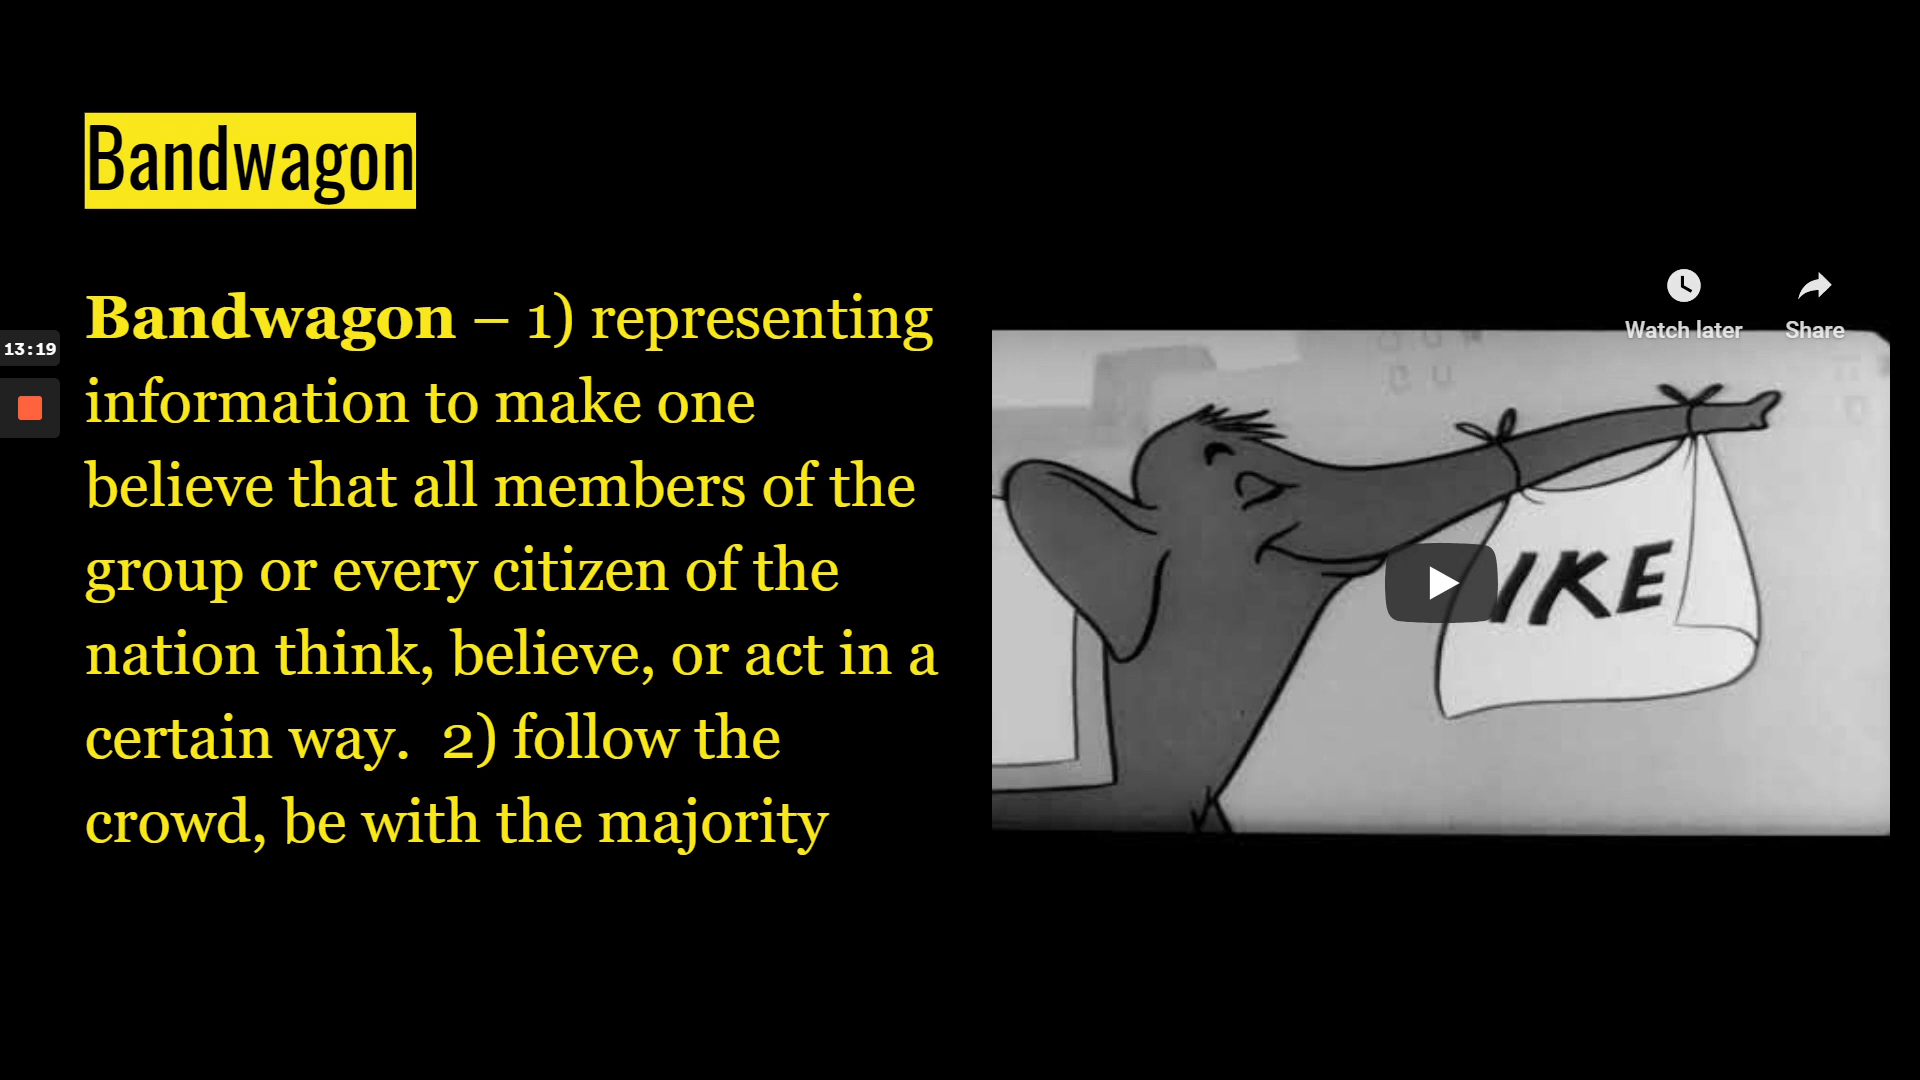 Bandwagon
Bandwagon – 1) representing
information to make one
believe that all members of the
group or every citizen of the
nation think, believe, or act in a
certain way.  2) follow the
crowd, be with the majority
13:19
Watch later
Share
IKE